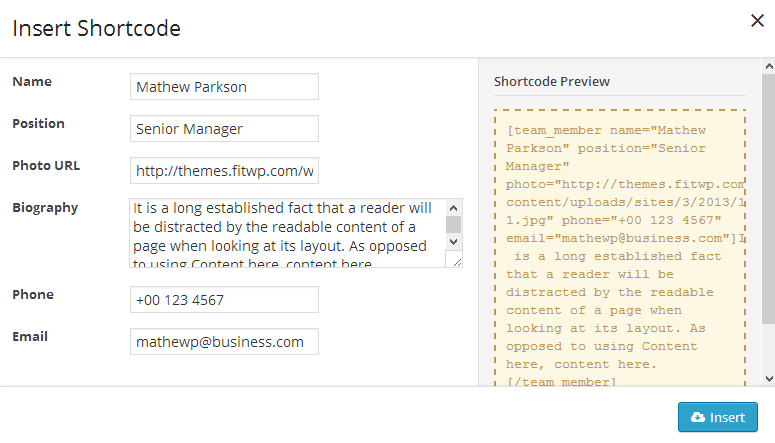 Insert Shortcode
Name
Mathew Parkson
Position
Senior Manager
Photo URL
http://themes.fitwp.com/w
Biography
It is a long established fact that a reader will
be distracted by the readable content of a
page when looking at its layout. As opposed
to using Content here, content here
Phone
+00 123 4567
Email
mathewp@business.com
Shortcode Preview
[team_member name="Mathew
Parkson" position="Senior
Manager"
photo="http://themes.fitwp.com
content/uploads/sites/3/2013/1
1.jpg" phone="+00 123 4567"
email="mathewp@business.com"]I
is a long established fact
that a reader will be
distracted by the readable
content of a page when
looking at its layout. As
opposed to using Content
here, content here.
[/team_member]
Insert